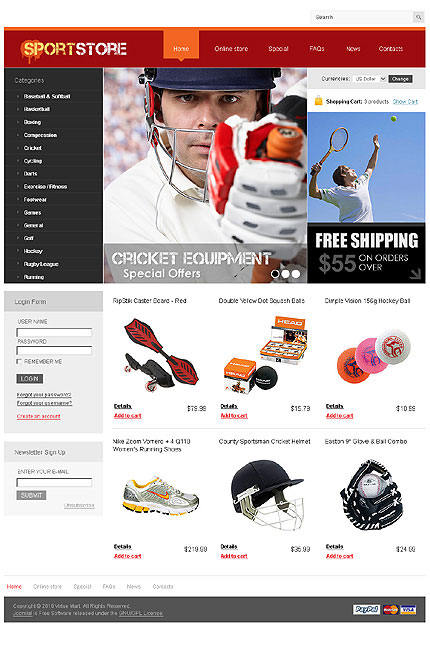 Search
SPORTSTORE
Home
Online store
Special
FAQs
News
Contacts
Categories
Baseball & Softball
Basketball
Boxing
Compression
Cricket
Cycling
Darts
Exercise / Fitness
Footwear
Games
General
Golf
Hockey
Rugby/League
Running
CRICKET EQUIPMENT
Special Offers
Currencies: US Dollar Change
Shopping Cart: 3 products Show Cart
FREE SHIPPING
$55 ON ORDERS
OVER
Login Form
USER NAME
PASSWORD
REMEMBER ME
LOGIN
Forgot your password?
Forgot your username?
Create an account
Newsletter Sign Up
ENTER YOUR E-MAIL
SUBMIT
Unsubscribe
RipStik Caster Board - Red
Details
Add to cart
Double Yellow Dot Squash Balls
HEAD
Details
Add to cart
$15.79
Dimple Vision 156g Hockey Ball
Details
Add to cart
Nike Zoom Vomero + 4 Q110
Women's Running Shoes
Details
Add to cart
$219.99
County Sportsman Cricket Helmet
Details
Add to cart
$35.99
Easton 9" Glove & Ball Combo
Details
Add to cart
$24.99
Home
Online store
Special
FAQs
News
Contacts
Copyright © 2010 Virtue Mart. All Rights Reserved.
Joomla! is Free Software released under the GNU/GPL License.
PayPal
VISA